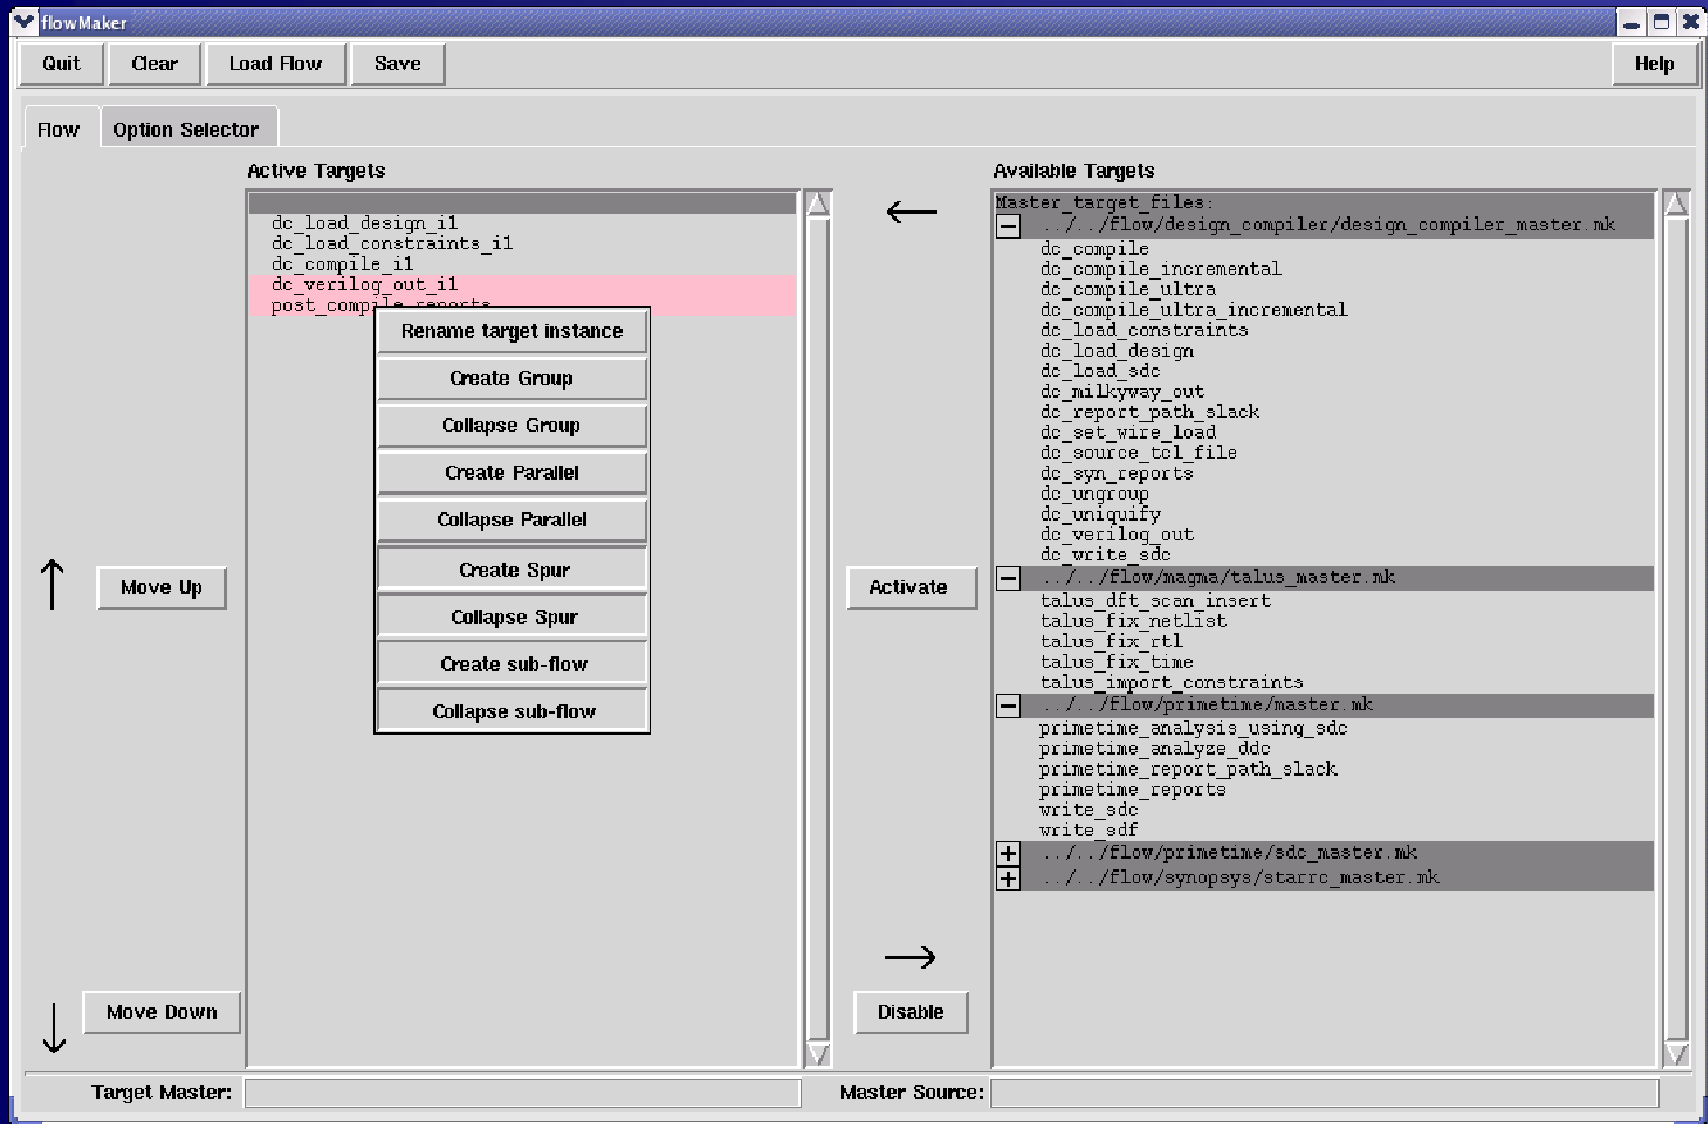 flowMaker
Quit Clear Load Flow Save Help
Flow Option Selector
Active Targets
dc_load_design_i1
dc_load_constraints_i1
dc_compile_i1
dc_verilog_out_i1
post_compile_reports
Rename target instance
Create Group
Collapse Group
Create Parallel
Collapse Parallel
Create Spur
Collapse Spur
Create sub-flow
Collapse sub-flow
Move Up
Move Down
Activate
Disable
Available Targets
Master_target_files:
../../flow/design_compiler/design_compiler_master.mk
dc_compile
dc_compile_incremental
dc_compile_ultra
dc_compile_ultra_incremental
dc_load_constraints
dc_load_design
dc_load_sdc
dc_milkyway_out
dc_report_path_slack
dc_set_wire_load
dc_source_tcl_file
dc_syn_reports
dc_ungroup
dc_uniquify
dc_verilog_out
dc_write_sdc
../../flow/magma/talus_master.mk
talus_dft_scan_insert
talus_fix_netlist
talus_fix_rtl
talus_fix_time
talus_import_constraints
../../flow/primetime/master.mk
primetime_analysis_using_sdc
primetime_analyze_ddc
primetime_report_path_slack
primetime_reports
write_sdc
write_sdf
../../flow/primetime/sdc_master.mk
../../flow/synopsys/starrc_master.mk
Target Master:
Master Source: